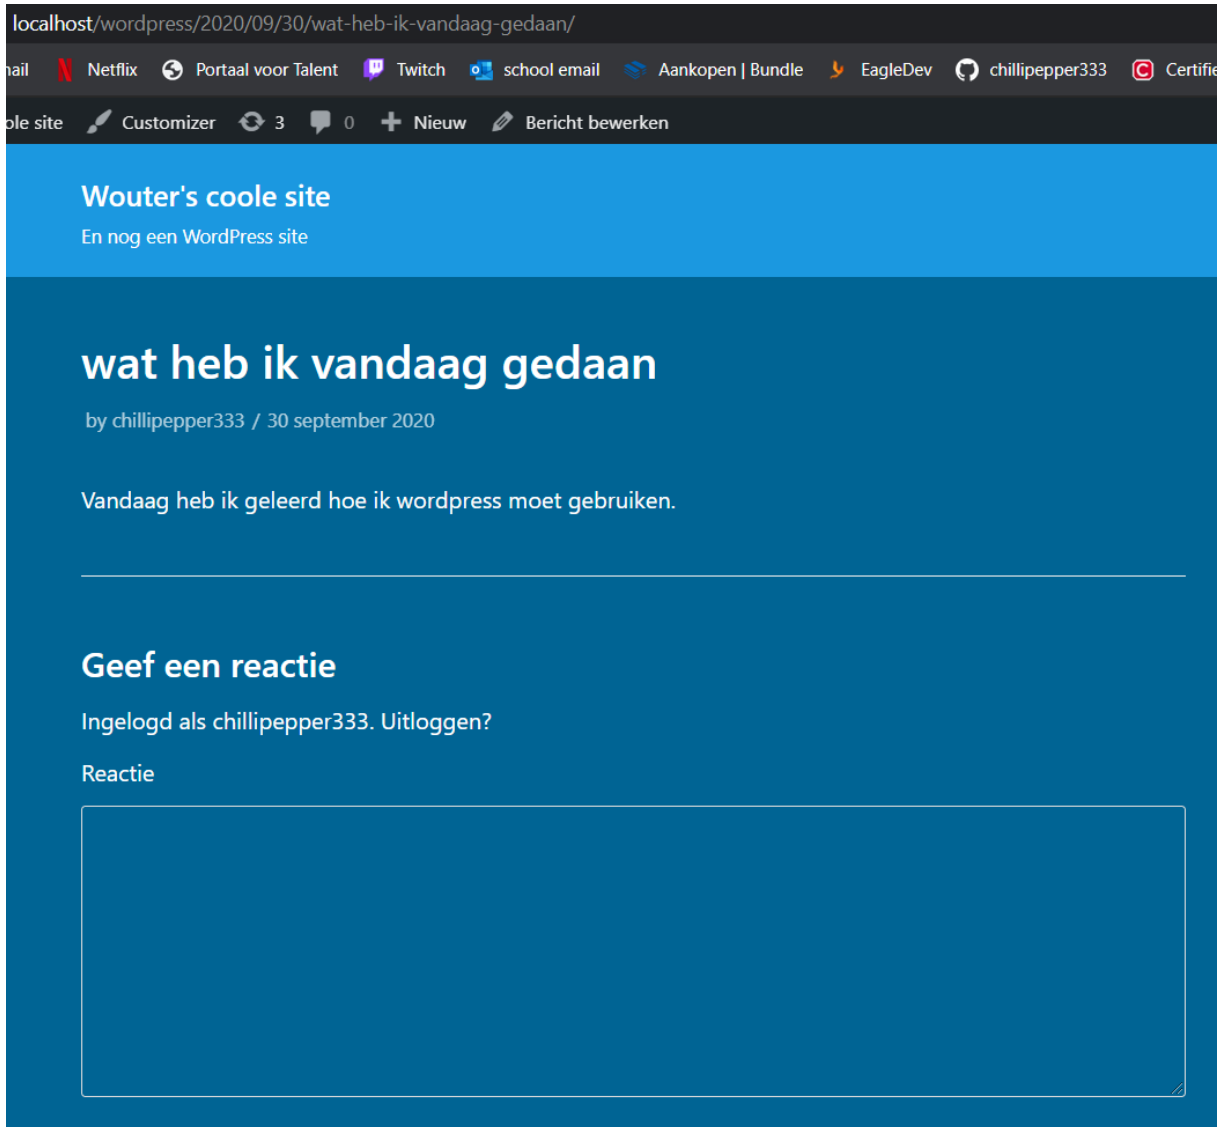 localhost/wordpress/2020/09/30/wat-heb-ik-vandaag-gedaan/
Netflix Portaal voor Talent Twitch school email Aankopen | Bundle EagleDev chillipepper333 C
site Customizer 3 0 Nieuw Bericht bewerken
Wouter's coole site
En nog een WordPress site
wat heb ik vandaag gedaan
by chillipepper333 / 30 september 2020
Vandaag heb ik geleerd hoe ik wordpress moet gebruiken.
Geef een reactie
Ingelogd als chillipepper333. Uitloggen?
Reactie